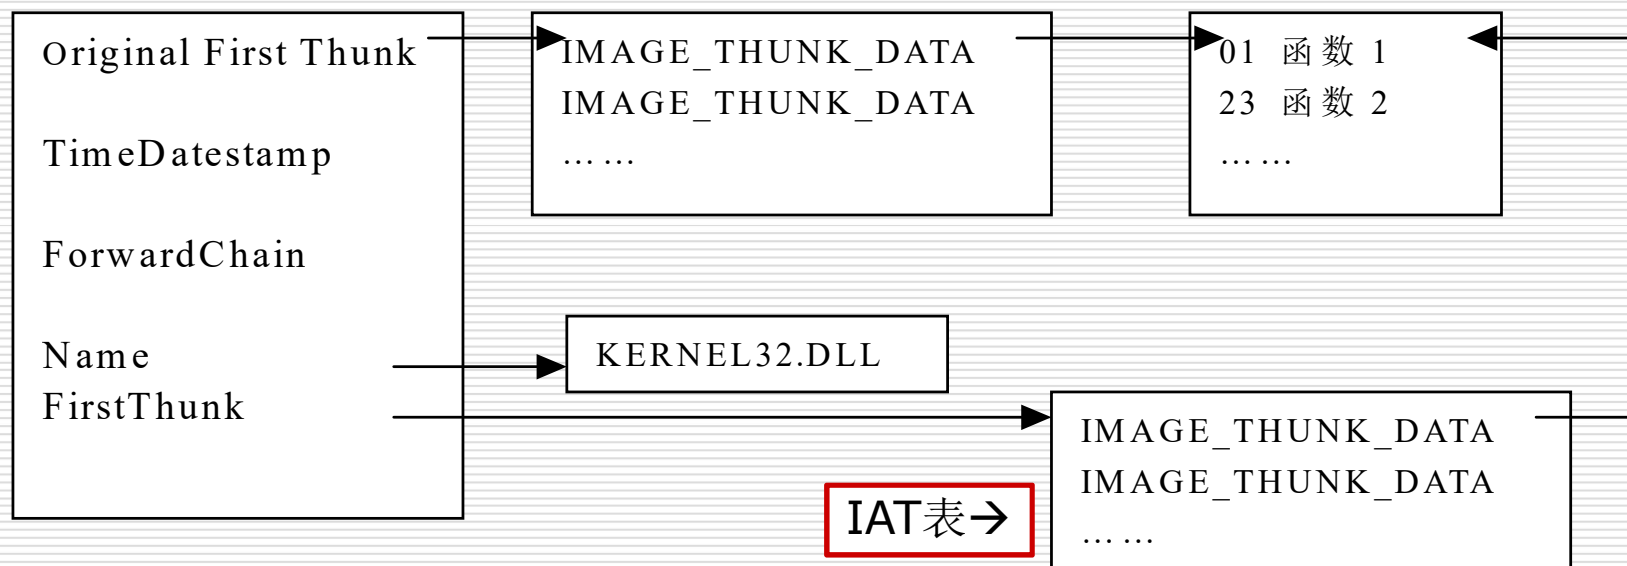 Original First Thunk
TimeDatestamp
ForwardChain
Name
FirstThunk
IMAGE_THUNK_DATA
IMAGE_THUNK_DATA
……
01 函数 1
23 函数 2
……
KERNEL32.DLL
IAT表→
IMAGE_THUNK_DATA
IMAGE_THUNK_DATA
……